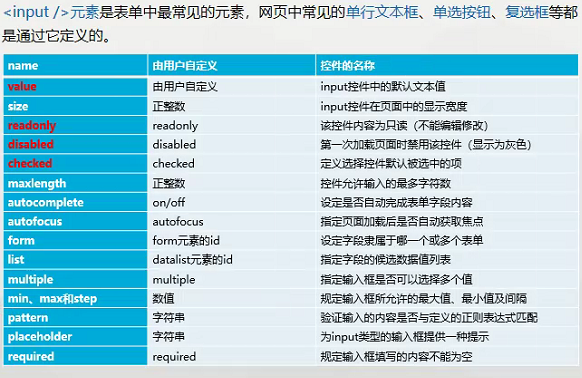 <input />元素是表单中最常见的元素，网页中常见的单行文本框、单选按钮、复选框等都
是通过它定义的。
name 由用户自定义 控件的名称
value 由用户自定义 input控件中的默认文本值
size 正整数 input控件在页面中的显示宽度
readonly readonly 该控件内容为只读（不能编辑修改）
disabled disabled 第一次加载页面时禁用该控件（显示为灰色）
checked checked 定义选择控件默认被选中的项
maxlength 正整数 控件允许输入的最多字符数
autocomplete on/off 设定是否自动完成表单字段内容
autofocus autofocus 指定页面加载后是否自动获取焦点
form form元素的id 设定字段隶属于哪一个或多个表单
list datalist元素的id 指定字段的候选数据值列表
multiple multiple 指定输入框是否可以选择多个值
min、max和step 数值 规定输入框所允许的最大值、最小值及间隔
pattern 字符串 验证输入的内容是否与定义的正则表达式匹配
placeholder 字符串 为input类型的输入框提供一种提示
required required 规定输入框填写的内容不能为空